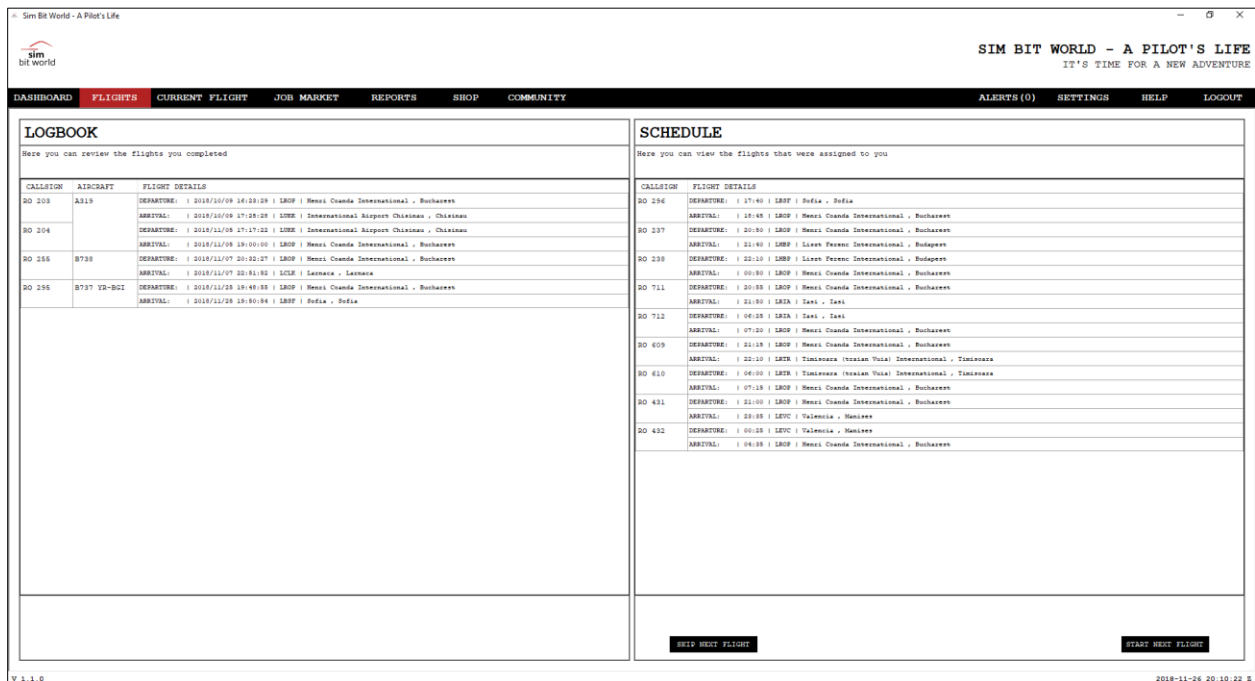 Sim Bit World - A Pilot's Life
sim
bit world
SIM BIT WORLD - A PILOT'S LIFE
IT'S TIME FOR A NEW ADVENTURE
DASHBOARD FLIGHTS CURRENT FLIGHT JOB MARKET REPORTS SHOP COMMUNITY ALERTS(0) SETTINGS HELP LOGOUT
LOGBOOK
Here you can review the flights you completed
CALLSIGN AIRCRAFT FLIGHT DETAILS
RO 203 A319 DEPARTURE: | 2018/10/09 16:23:29 | LROP | Henri Coanda International , Bucharest
ARRIVAL: | 2018/10/09 17:28:28 | LUKK | International Airport Chisinau , Chisinau
RO 204 DEPARTURE: | 2018/11/05 17:17:22 | LUKK | International Airport Chisinau , Chisinau
ARRIVAL: | 2018/11/05 19:00:00 | LROP | Henri Coanda International , Bucharest
RO 255 B738 DEPARTURE: | 2018/11/07 20:32:27 | LROP | Henri Coanda International , Bucharest
ARRIVAL: | 2018/11/07 22:51:52 | LCLK | Larnaca , Larnaca
RO 295 B737 YR-BGI DEPARTURE: | 2018/11/25 19:48:55 | LROP | Henri Coanda International , Bucharest
ARRIVAL: | 2018/11/25 19:50:54 | LBSF | Sofia , Sofia
SCHEDULE
Here you can view the flights that were assigned to you
CALLSIGN FLIGHT DETAILS
RO 296 DEPARTURE: | 17:40 | LBSF | Sofia , Sofia
ARRIVAL: | 18:45 | LROP | Henri Coanda International , Bucharest
RO 237 DEPARTURE: | 20:50 | LROP | Henri Coanda International , Bucharest
ARRIVAL: | 21:40 | LHBP | Liszt Ferenc International , Budapest
RO 238 DEPARTURE: | 22:10 | LHBP | Liszt Ferenc International , Budapest
ARRIVAL: | 00:50 | LROP | Henri Coanda International , Bucharest
RO 711 DEPARTURE: | 20:55 | LROP | Henri Coanda International , Bucharest
ARRIVAL: | 21:50 | LRIA | Iasi , Iasi
RO 712 DEPARTURE: | 06:25 | LRIA | Iasi , Iasi
ARRIVAL: | 07:20 | LROP | Henri Coanda International , Bucharest
RO 609 DEPARTURE: | 21:15 | LROP | Henri Coanda International , Bucharest
ARRIVAL: | 22:10 | LRTR | Timisoara (traian Vuia) International , Timisoara
RO 610 DEPARTURE: | 06:00 | LRTR | Timisoara (traian Vuia) International , Timisoara
ARRIVAL: | 07:15 | LROP | Henri Coanda International , Bucharest
RO 431 DEPARTURE: | 21:00 | LROP | Henri Coanda International , Bucharest
ARRIVAL: | 23:35 | LEVC | Valencia , Manises
RO 432 DEPARTURE: | 00:25 | LEVC | Valencia , Manises
ARRIVAL: | 04:35 | LROP | Henri Coanda International , Bucharest
SKIP NEXT FLIGHT START NEXT FLIGHT
V 1.1.0 2018-11-26 20:10:22 Z